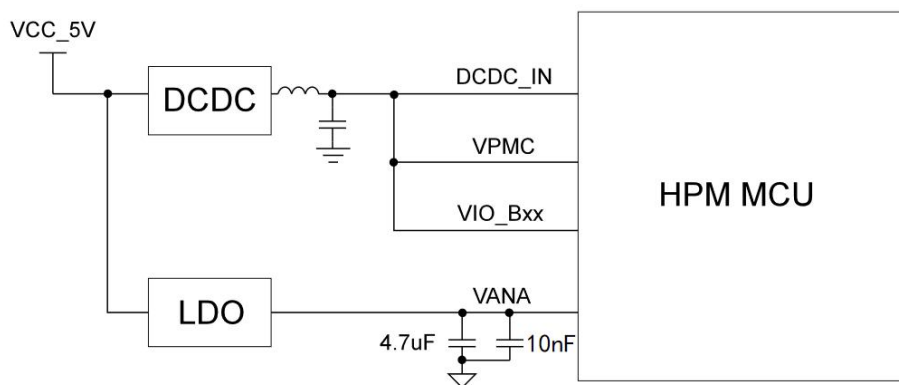 VCC_5V
DCDC
DCDC_IN
VPMC
HPM MCU
VIO_Bxx
LDO
VANA
4.7uF
10nF